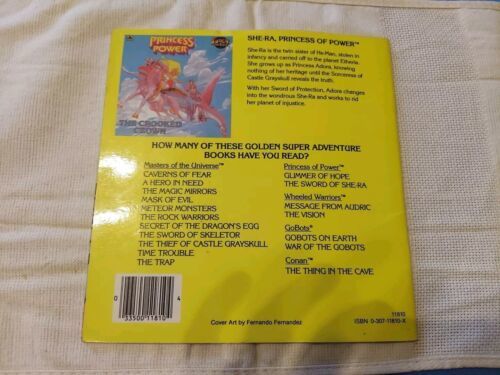 PRINCESS
of
POWER
THE CROOKED
CROWN
SHE-RA, PRINCESS OF POWER™
She-Ra is the twin sister of He-Man, stolen in
infancy and carried off to the planet Etheria.
She grows up as Princess Adora, knowing
nothing of her heritage until the Sorceress of
Castle Grayskull reveals the truth.
With her Sword of Protection, Adora changes
into the wondrous She-Ra and works to rid
her planet of injustice.
HOW MANY OF THESE GOLDEN SUPER ADVENTURE
BOOKS HAVE YOU READ?
Masters of the Universe™
CAVERNS OF FEAR
A HERO IN NEED
THE MAGIC MIRRORS
MASK OF EVIL
METEOR MONSTERS
THE ROCK WARRIORS
SECRET OF THE DRAGON'S EGG
THE SWORD OF SKELETOR
THE THIEF OF CASTLE GRAYSKULL
TIME TROUBLE
THE TRAP
Princess of Power™
GLIMMER OF HOPE
THE SWORD OF SHE-RA
Wheeled Warriors™
MESSAGE FROM AUDRIC
THE VISION
GoBots®
GOBOTS ON EARTH
WAR OF THE GOBOTS
Conan™
THE THING IN THE CAVE
0 33500 11810 4
Cover Art by Fernando Fernandez
11810
ISBN 0-307-11810-X